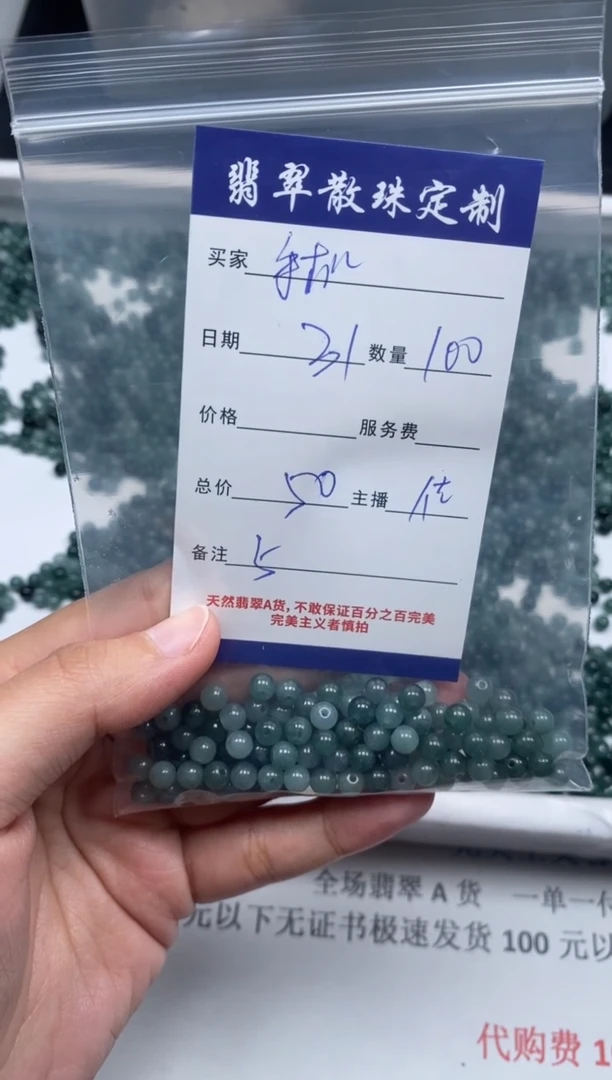 翡翠散珠定制
买家
日期 31 数量 100
价格 服务费
总价 50 主播 佳
备注 5
天然翡翠A货，不敢保证百分之百完美
完美主义者慎拍
全场翡翠 A 货 一单一
元以下无证书极速发货 100 元以
代购费 1